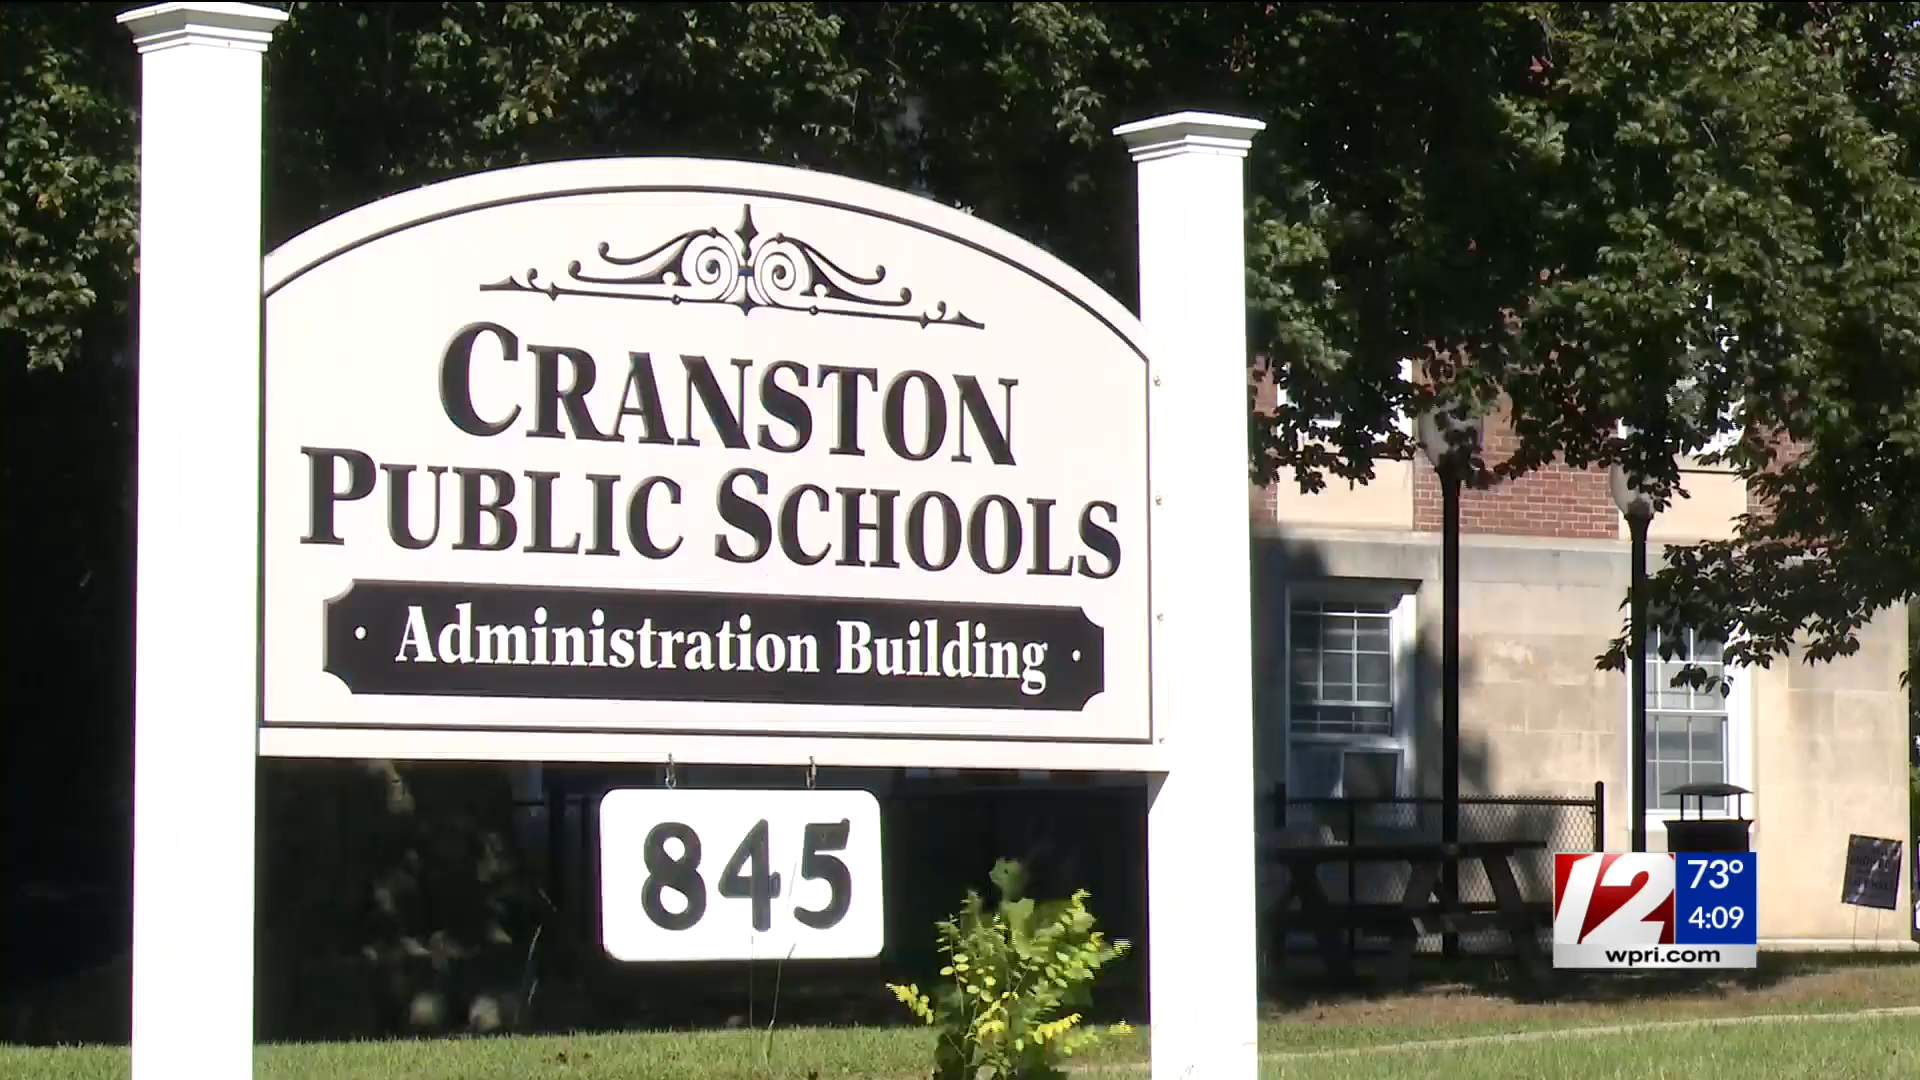 CRANSTON
PUBLIC SCHOOLS
· Administration Building ·
845
12
73°
4:09
wpri.com